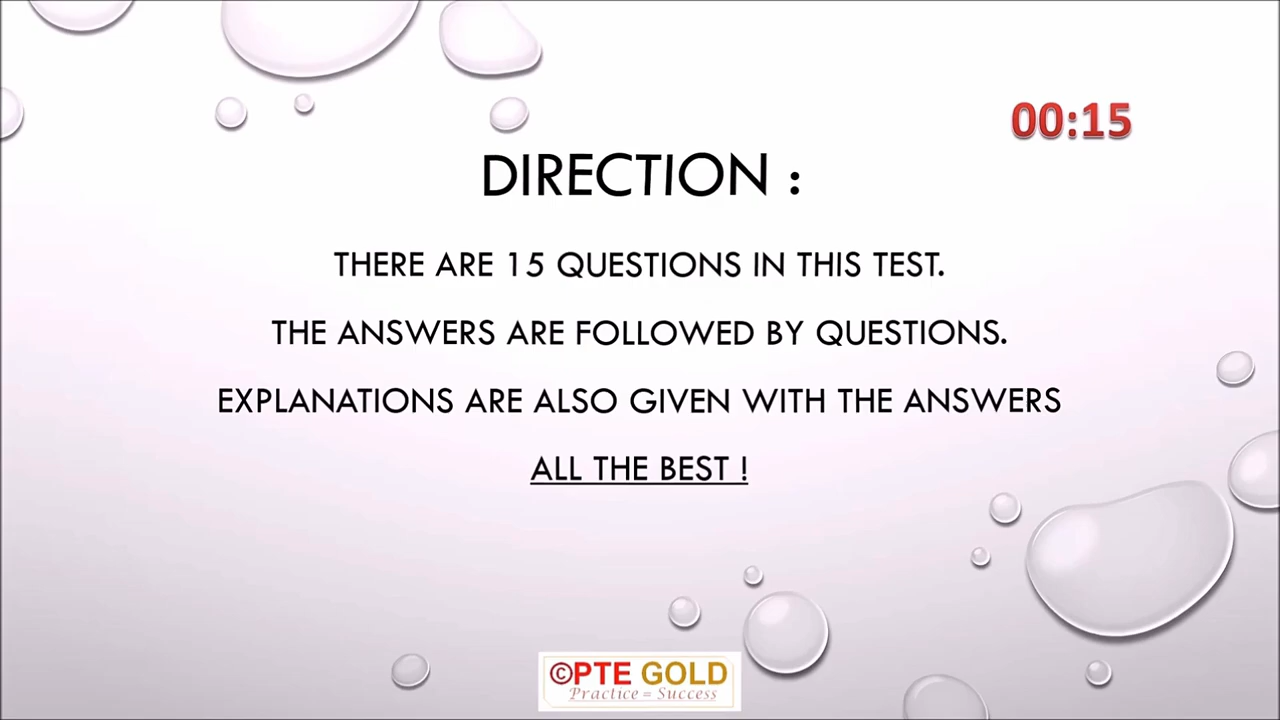 00:15
DIRECTION :
THERE ARE 15 QUESTIONS IN THIS TEST.
THE ANSWERS ARE FOLLOWED BY QUESTIONS.
EXPLANATIONS ARE ALSO GIVEN WITH THE ANSWERS
ALL THE BEST !
©PTE GOLD
Practice = Success